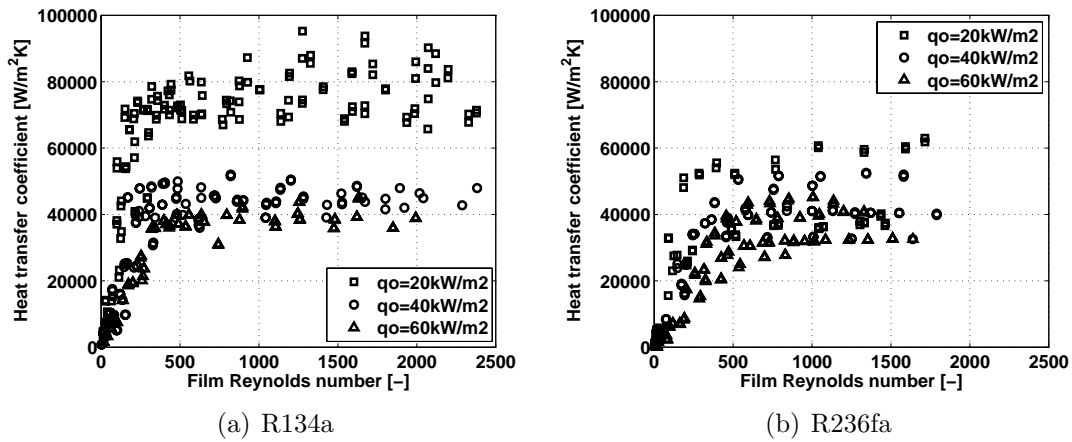 100000
80000
60000
40000
20000
0
Heat transfer coefficient [W/m²K]
0 500 1000 1500 2000 2500
Film Reynolds number [−]
qo=20kW/m2
qo=40kW/m2
qo=60kW/m2
(a) R134a
100000
80000
60000
40000
20000
0
Heat transfer coefficient [W/m²K]
0 500 1000 1500 2000 2500
Film Reynolds number [−]
qo=20kW/m2
qo=40kW/m2
qo=60kW/m2
(b) R236fa